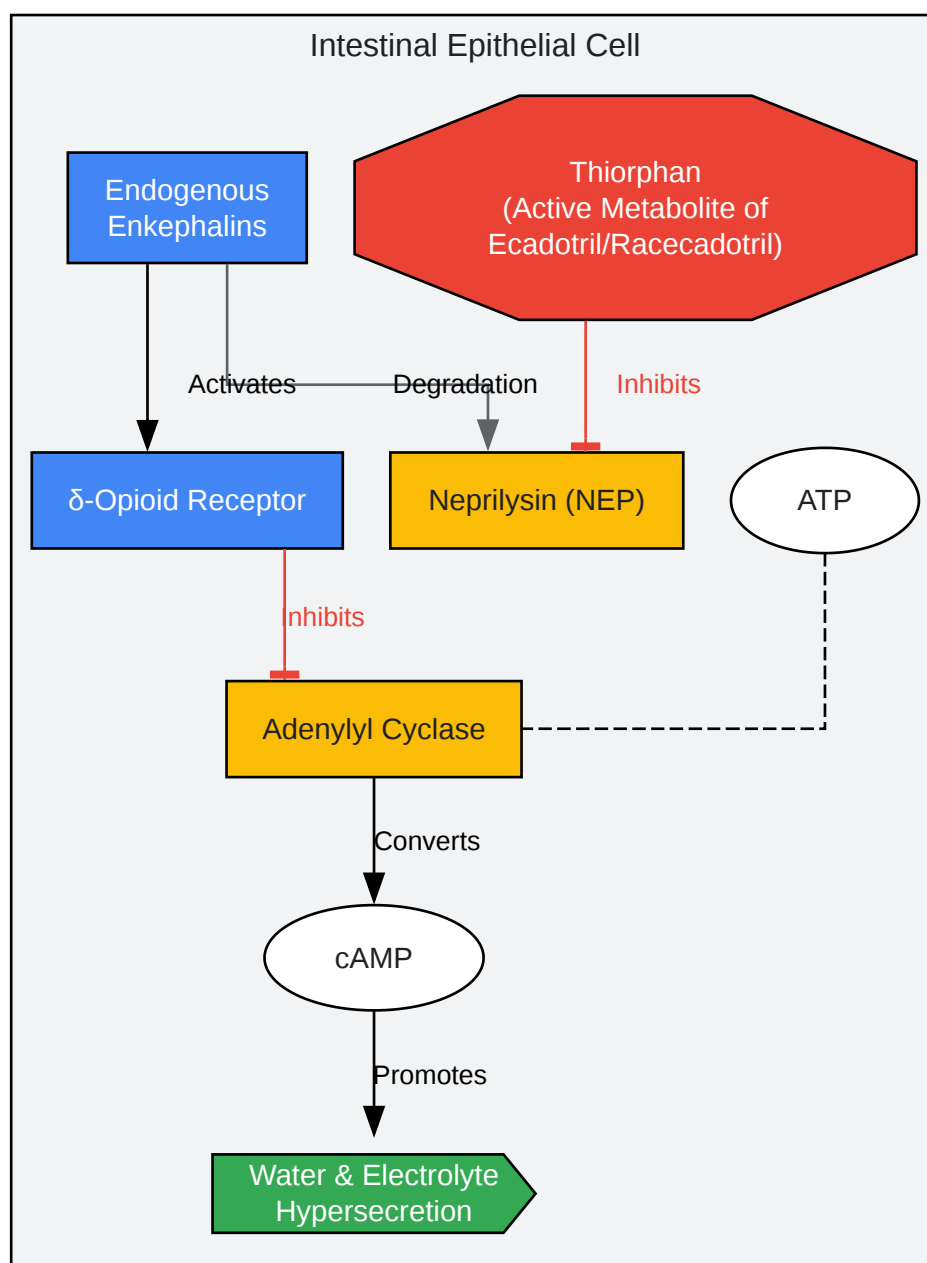 Intestinal Epithelial Cell
Endogenous
Enkephalins
Thiorphan
(Active Metabolite of
Ecadotril/Racecadotril)
Activates
Degradation
Inhibits
δ-Opioid Receptor
Neprilysin (NEP)
ATP
Inhibits
Adenylyl Cyclase
Converts
cAMP
Promotes
Water & Electrolyte
Hypersecretion